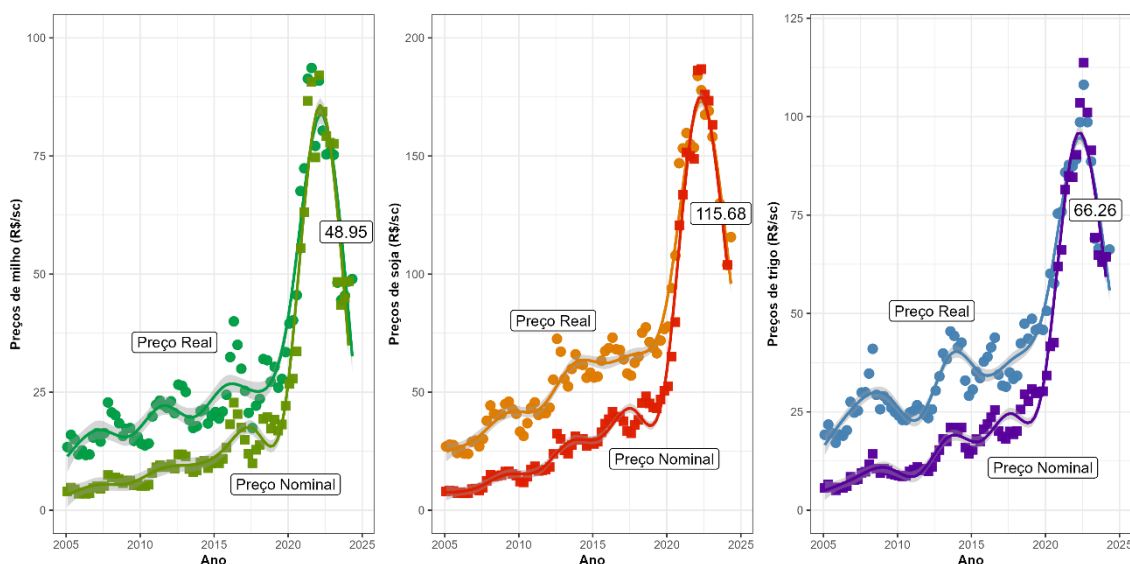 Preços de milho (R$/sc)
100
75
50
25
0
48.95
Preço Real
Preço Nominal
2005
2010
2015
2020
2025
Ano
Preços de soja (R$/sc)
200
150
100
50
0
115.68
Preço Real
Preço Nominal
2005
2010
2015
2020
2025
Ano
Preços de trigo (R$/sc)
125
100
75
50
25
0
66.26
Preço Real
Preço Nominal
2005
2010
2015
2020
2025
Ano